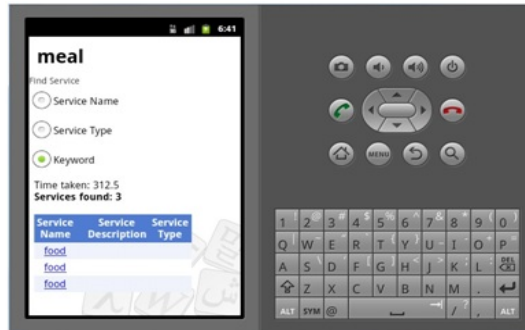 6:41
meal
Find Service
Service Name
Service Type
Keyword
Time taken: 312.5
Services found: 3
Service Name Service Description Service Type
food
food
food
MENU
1 ! 2 @ 3 # 4 $ 5 % 6 ^ 7 & 8 * 9 ( 0 )
Q W E R T Y U I O P
A S D F G H J K L DEL
Z X C V B N M .
ALT SYM @ / ? , ALT